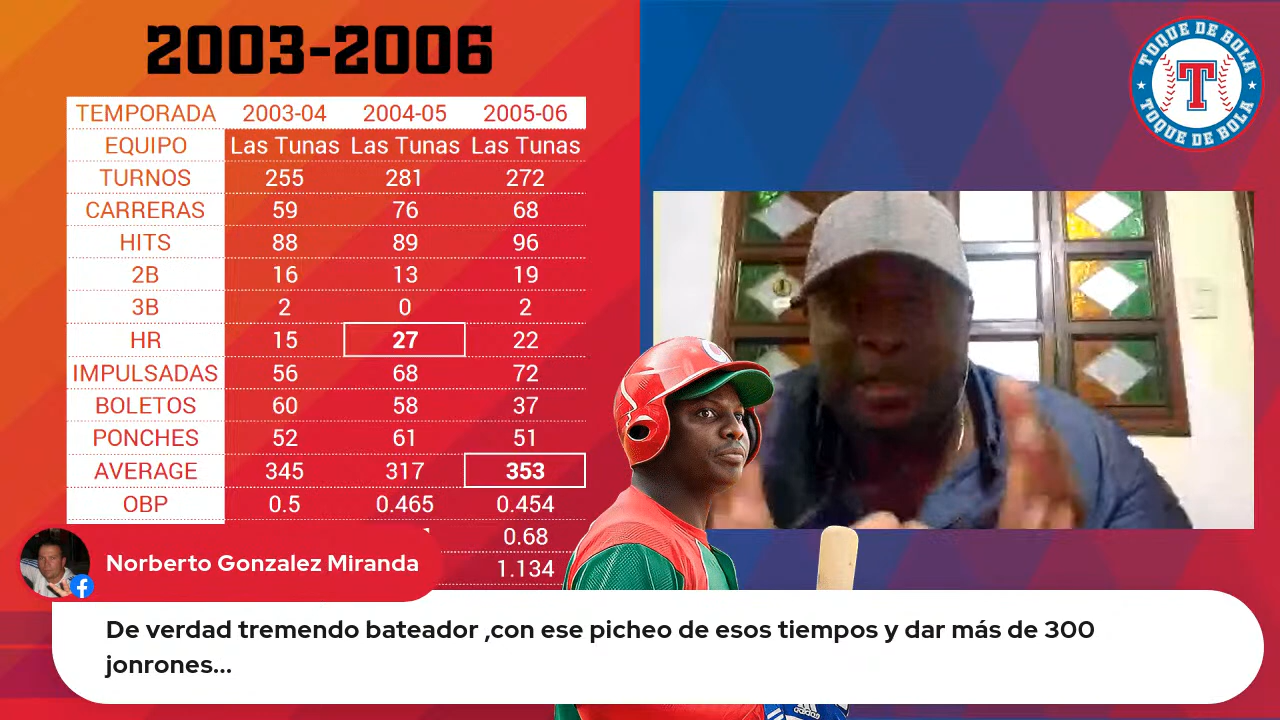 2003-2006
TOQUE DE BOLA
T
TOQUE DE BOLA
TEMPORADA 2003-04 2004-05 2005-06
EQUIPO Las Tunas Las Tunas Las Tunas
TURNOS 255 281 272
CARRERAS 59 76 68
HITS 88 89 96
2B 16 13 19
3B 2 0 2
HR 15 27 22
IMPULSADAS 56 68 72
BOLETOS 60 58 37
PONCHES 52 61 51
AVERAGE 345 317 353
OBP 0.5 0.465 0.454
0.68
1.134
Norberto Gonzalez Miranda
De verdad tremendo bateador ,con ese picheo de esos tiempos y dar más de 300
jonrones...
adidas